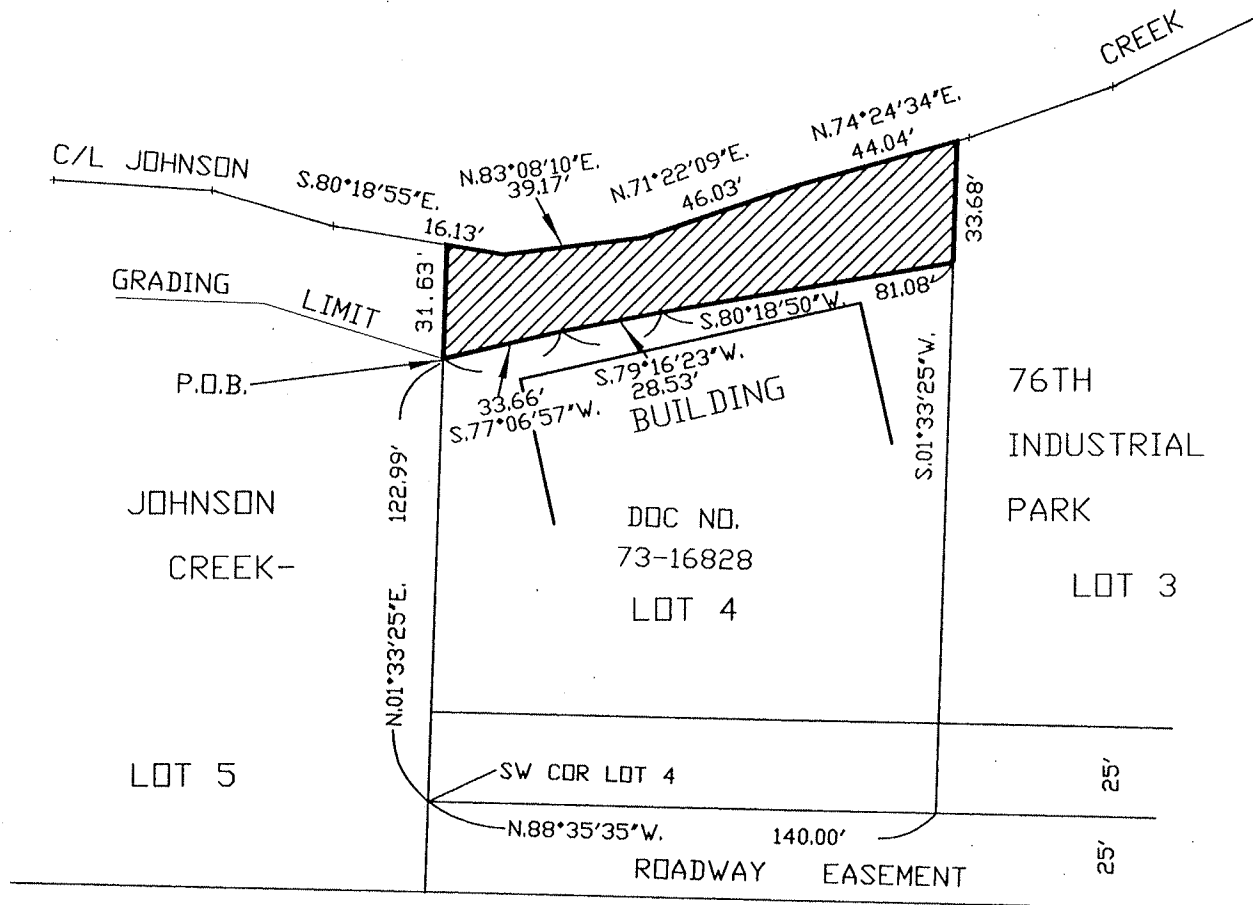 CREEK
N.74°24'34"E.
44.04'
C/L JOHNSON
N.83°08'10"E.
39.17'
N.71°22'09"E.
46.03'
S.80°18'55"E.
16.13'
33.68'
GRADING
LIMIT
31.63'
81.08'
S.80°18'50"W.
P.O.B.
S.79°16'23"W.
28.53'
33.66'
S.77°06'57"W.
BUILDING
76TH
INDUSTRIAL
PARK
S.01°33'25"W.
122.99'
JOHNSON
CREEK-
DOC NO.
73-16828
LOT 4
LOT 3
N.01°33'25"E.
LOT 5
SW COR LOT 4
25'
N.88°35'35"W.
140.00'
25'
ROADWAY EASEMENT